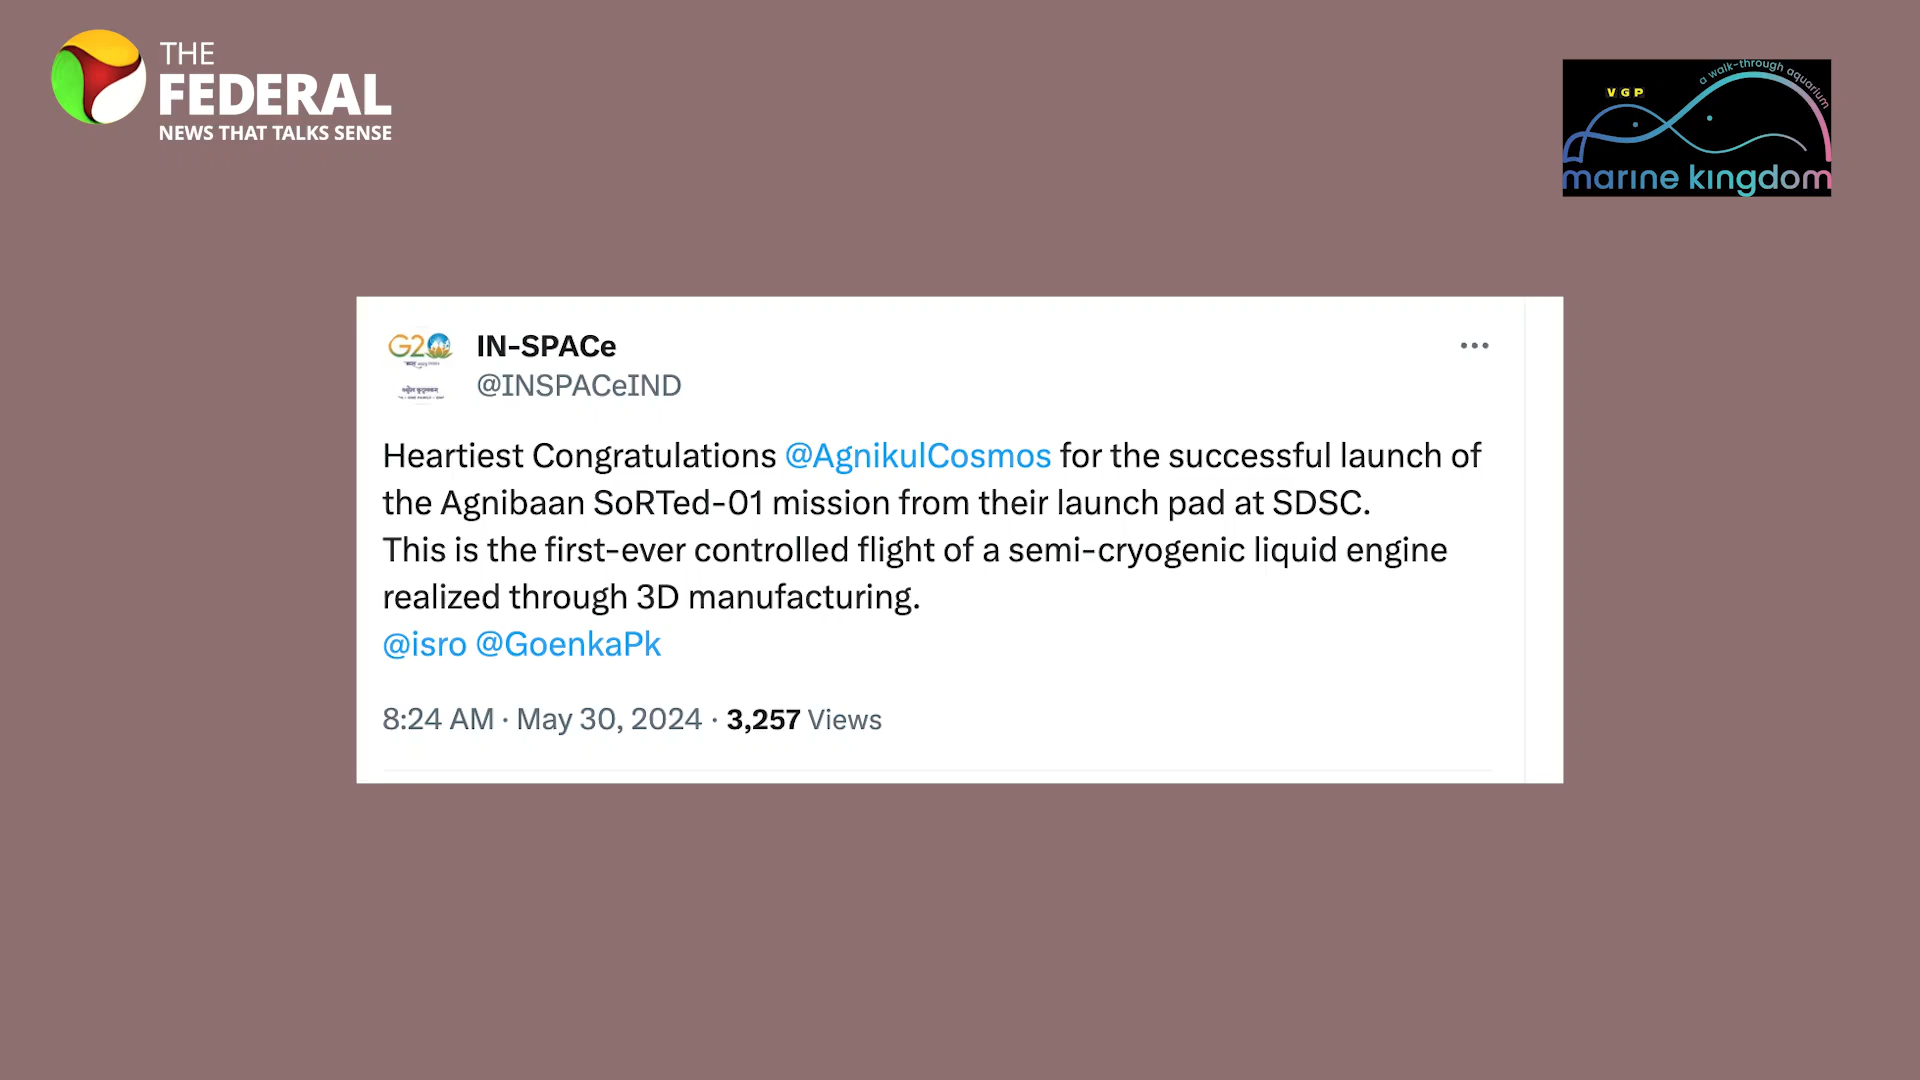 THE
FEDERAL
NEWS THAT TALKS SENSE
a walk-through aquarium
VGP
marine kingdom
G20
IN-SPACe
@INSPACeIND
Heartiest Congratulations @AgnikulCosmos for the successful launch of
the Agnibaan SoRTed-01 mission from their launch pad at SDSC.
This is the first-ever controlled flight of a semi-cryogenic liquid engine
realized through 3D manufacturing.
@isro @GoenkaPk
8:24 AM · May 30, 2024 · 3,257 Views